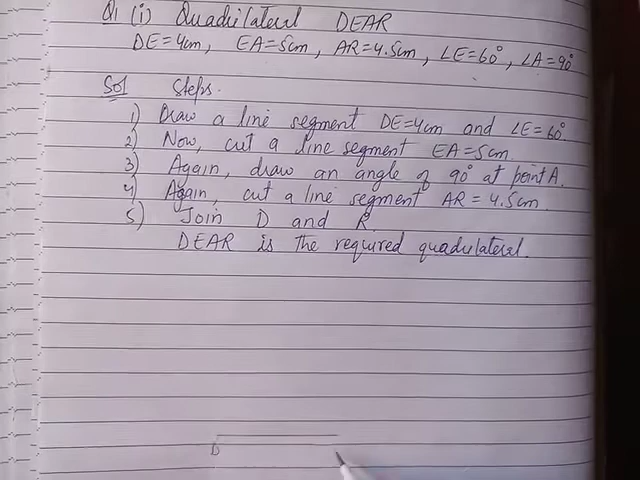 Q1 (i) Quadrilateral DEAR
DE=4cm, EA=5cm, AR=4.5cm, ∠E=60°, ∠A=90°
Sol Steps.
1) Draw a line segment DE=4cm and ∠E=60°.
2) Now, cut a line segment EA=5cm.
3) Again, draw an angle of 90° at point A.
4) Again, cut a line segment AR = 4.5cm.
5) Join D and R.
DEAR is the required quadrilateral.
D